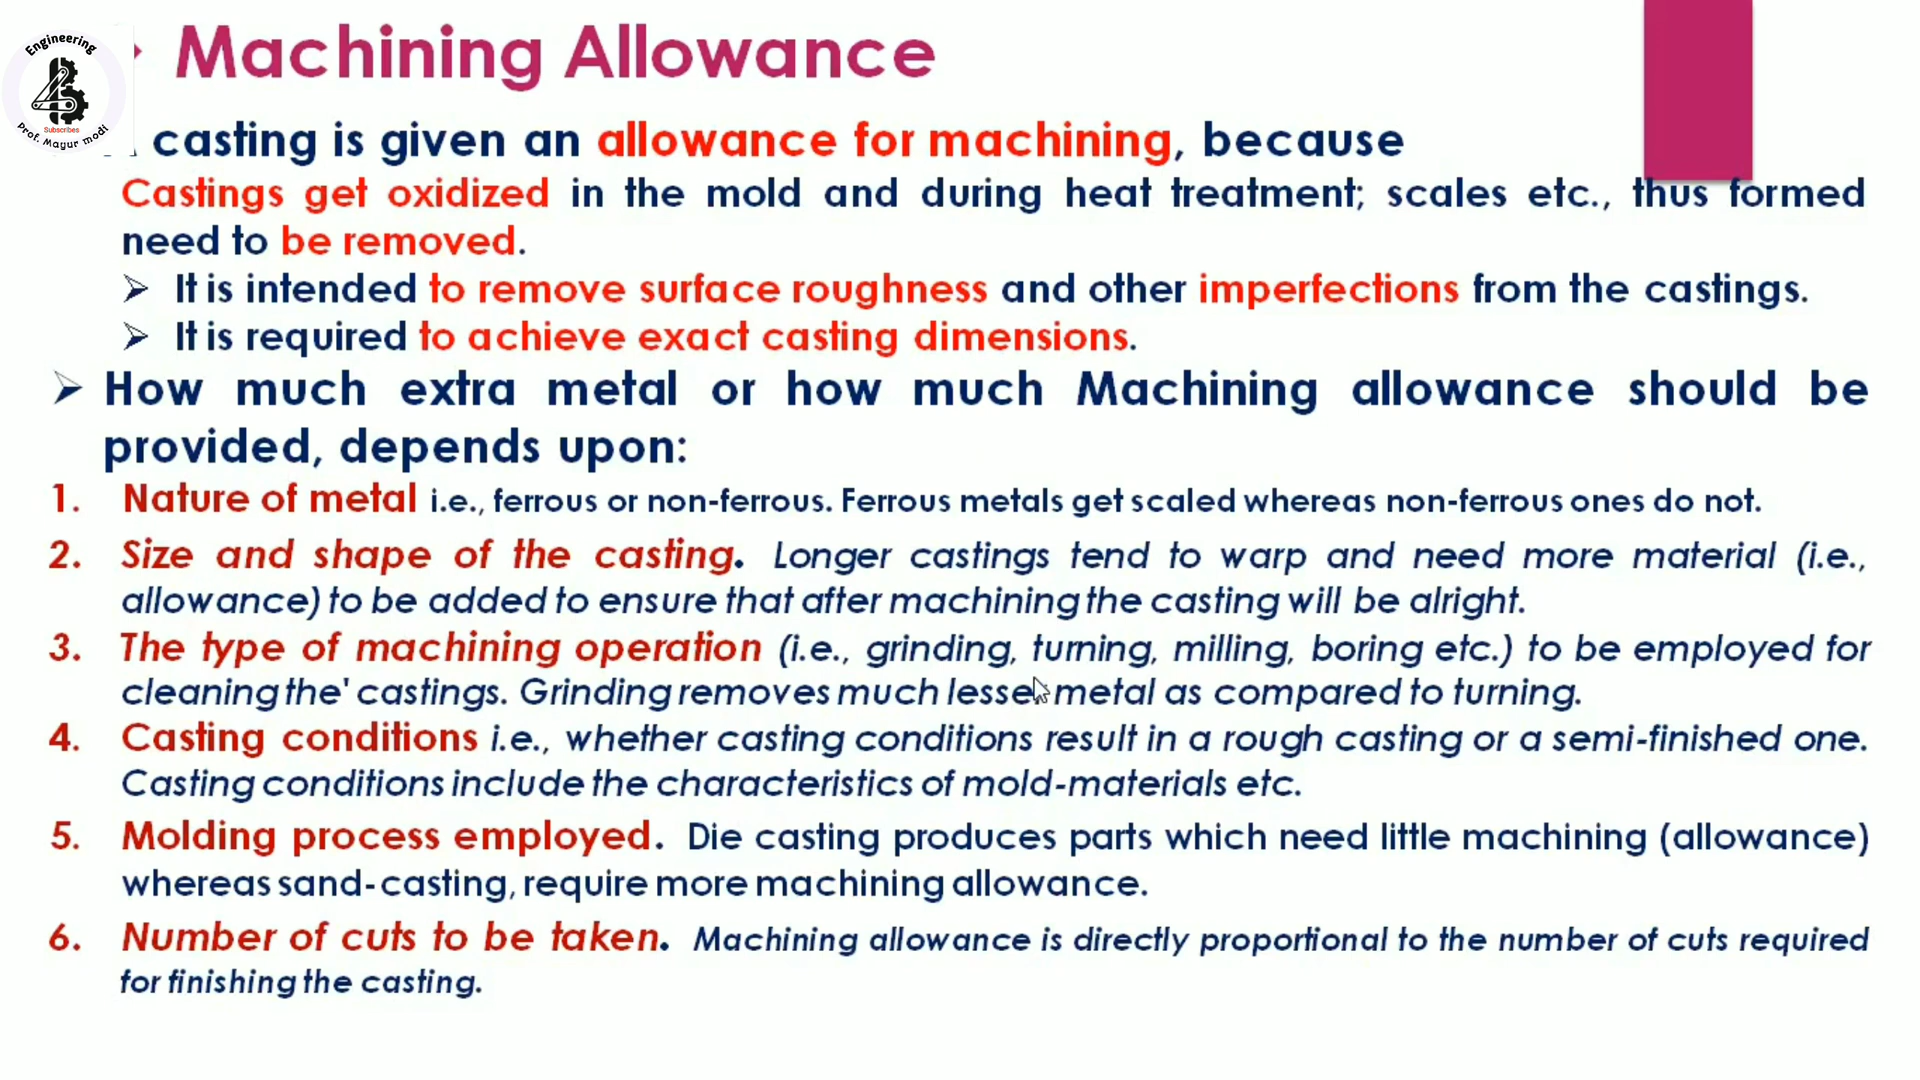 Engineering
Subscribes
Prof. Mayur modi
Machining Allowance
casting is given an allowance for machining, because
Castings get oxidized in the mold and during heat treatment; scales etc., thus formed
need to be removed.
➢ It is intended to remove surface roughness and other imperfections from the castings.
➢ It is required to achieve exact casting dimensions.
➢ How much extra metal or how much Machining allowance should be
provided, depends upon:
1. Nature of metal i.e., ferrous or non-ferrous. Ferrous metals get scaled whereas non-ferrous ones do not.
2. Size and shape of the casting. Longer castings tend to warp and need more material (i.e.,
allowance) to be added to ensure that after machining the casting will be alright.
3. The type of machining operation (i.e., grinding, turning, milling, boring etc.) to be employed for
cleaning the' castings. Grinding removes much lesser metal as compared to turning.
4. Casting conditions i.e., whether casting conditions result in a rough casting or a semi-finished one.
Casting conditions include the characteristics of mold-materials etc.
5. Molding process employed. Die casting produces parts which need little machining (allowance)
whereas sand-casting, require more machining allowance.
6. Number of cuts to be taken. Machining allowance is directly proportional to the number of cuts required
for finishing the casting.